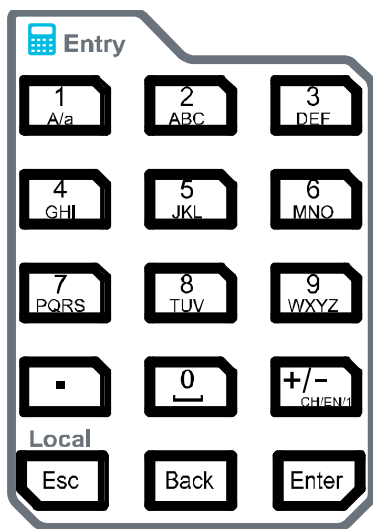 Entry
1 2 3
A/a ABC DEF
4 5 6
GHI JKL MNO
7 8 9
PQRS TUV WXYZ
. 0 +/-
CH/EN/1
Local
Esc Back Enter